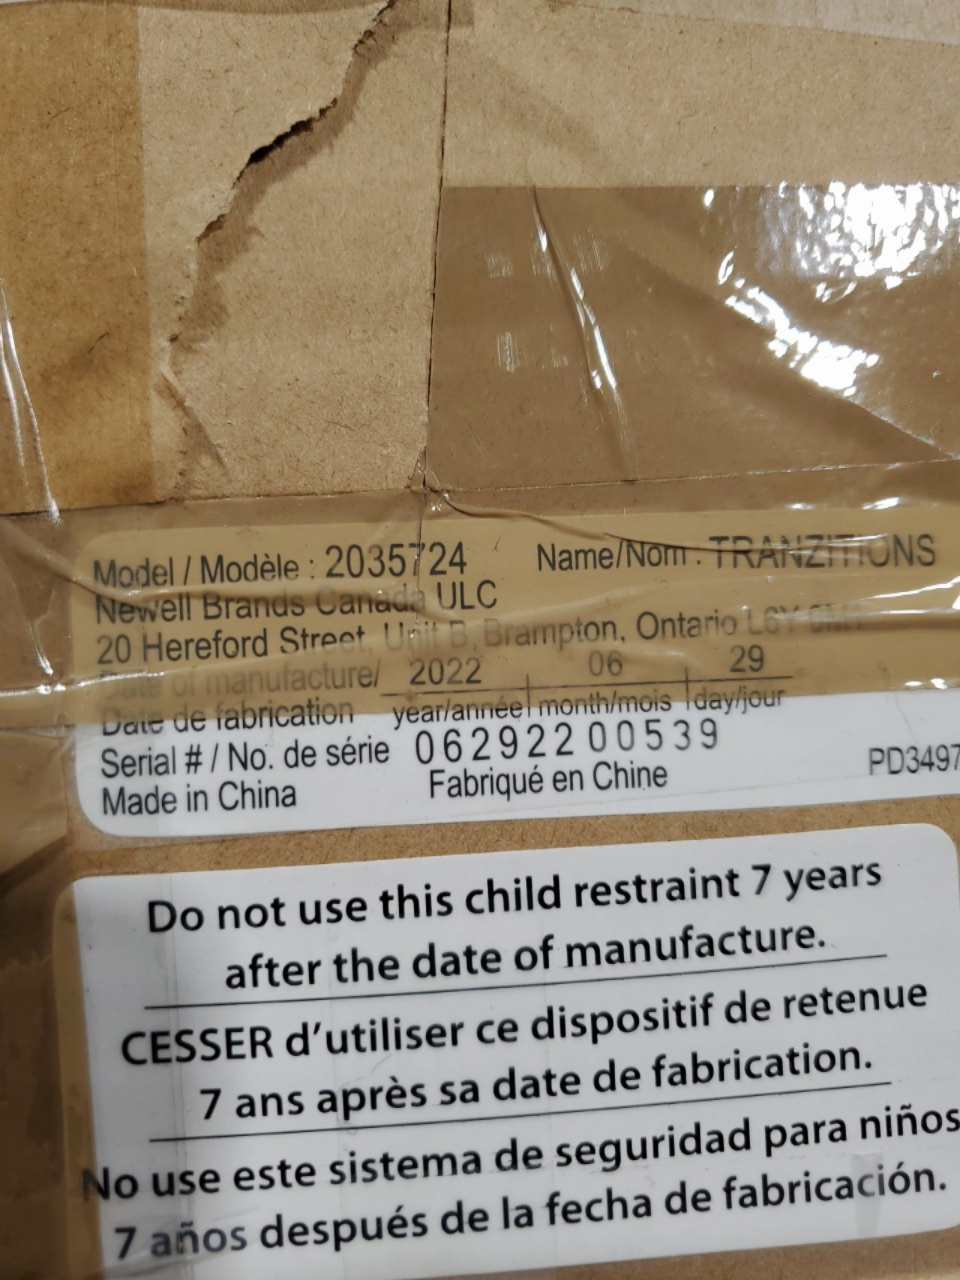 Model / Modèle : 2035724 Name/Nom : TRANZITIONS
Newell Brands Canada ULC
20 Hereford Street, Unit B, Brampton, Ontario L6Y 0M1
Date of manufacture/ 2022 06 29
Date de fabrication year/année month/mois day/jour
Serial # / No. de série 062922 00539
Made in China Fabriqué en Chine PD3497
Do not use this child restraint 7 years
after the date of manufacture.
CESSER d'utiliser ce dispositif de retenue
7 ans après sa date de fabrication.
No use este sistema de seguridad para niños
7 años después de la fecha de fabricación.